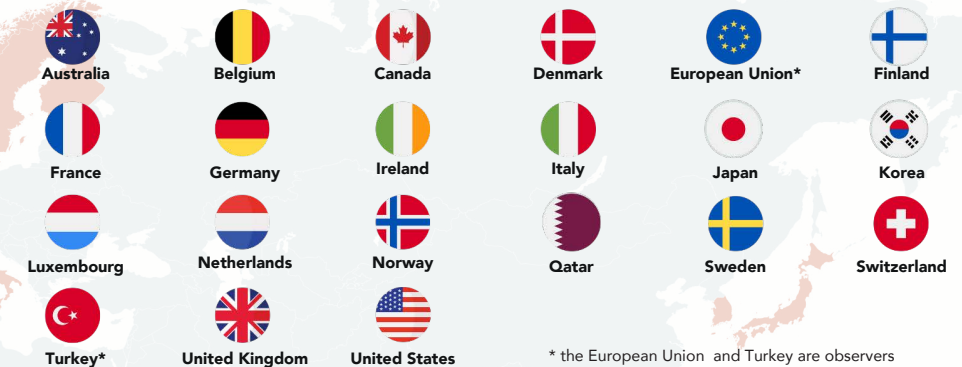 Australia
Belgium
Canada
Denmark
European Union*
Finland
France
Germany
Ireland
Italy
Japan
Korea
Luxembourg
Netherlands
Norway
Qatar
Sweden
Switzerland
Turkey*
United Kingdom
United States
* the European Union and Turkey are observers